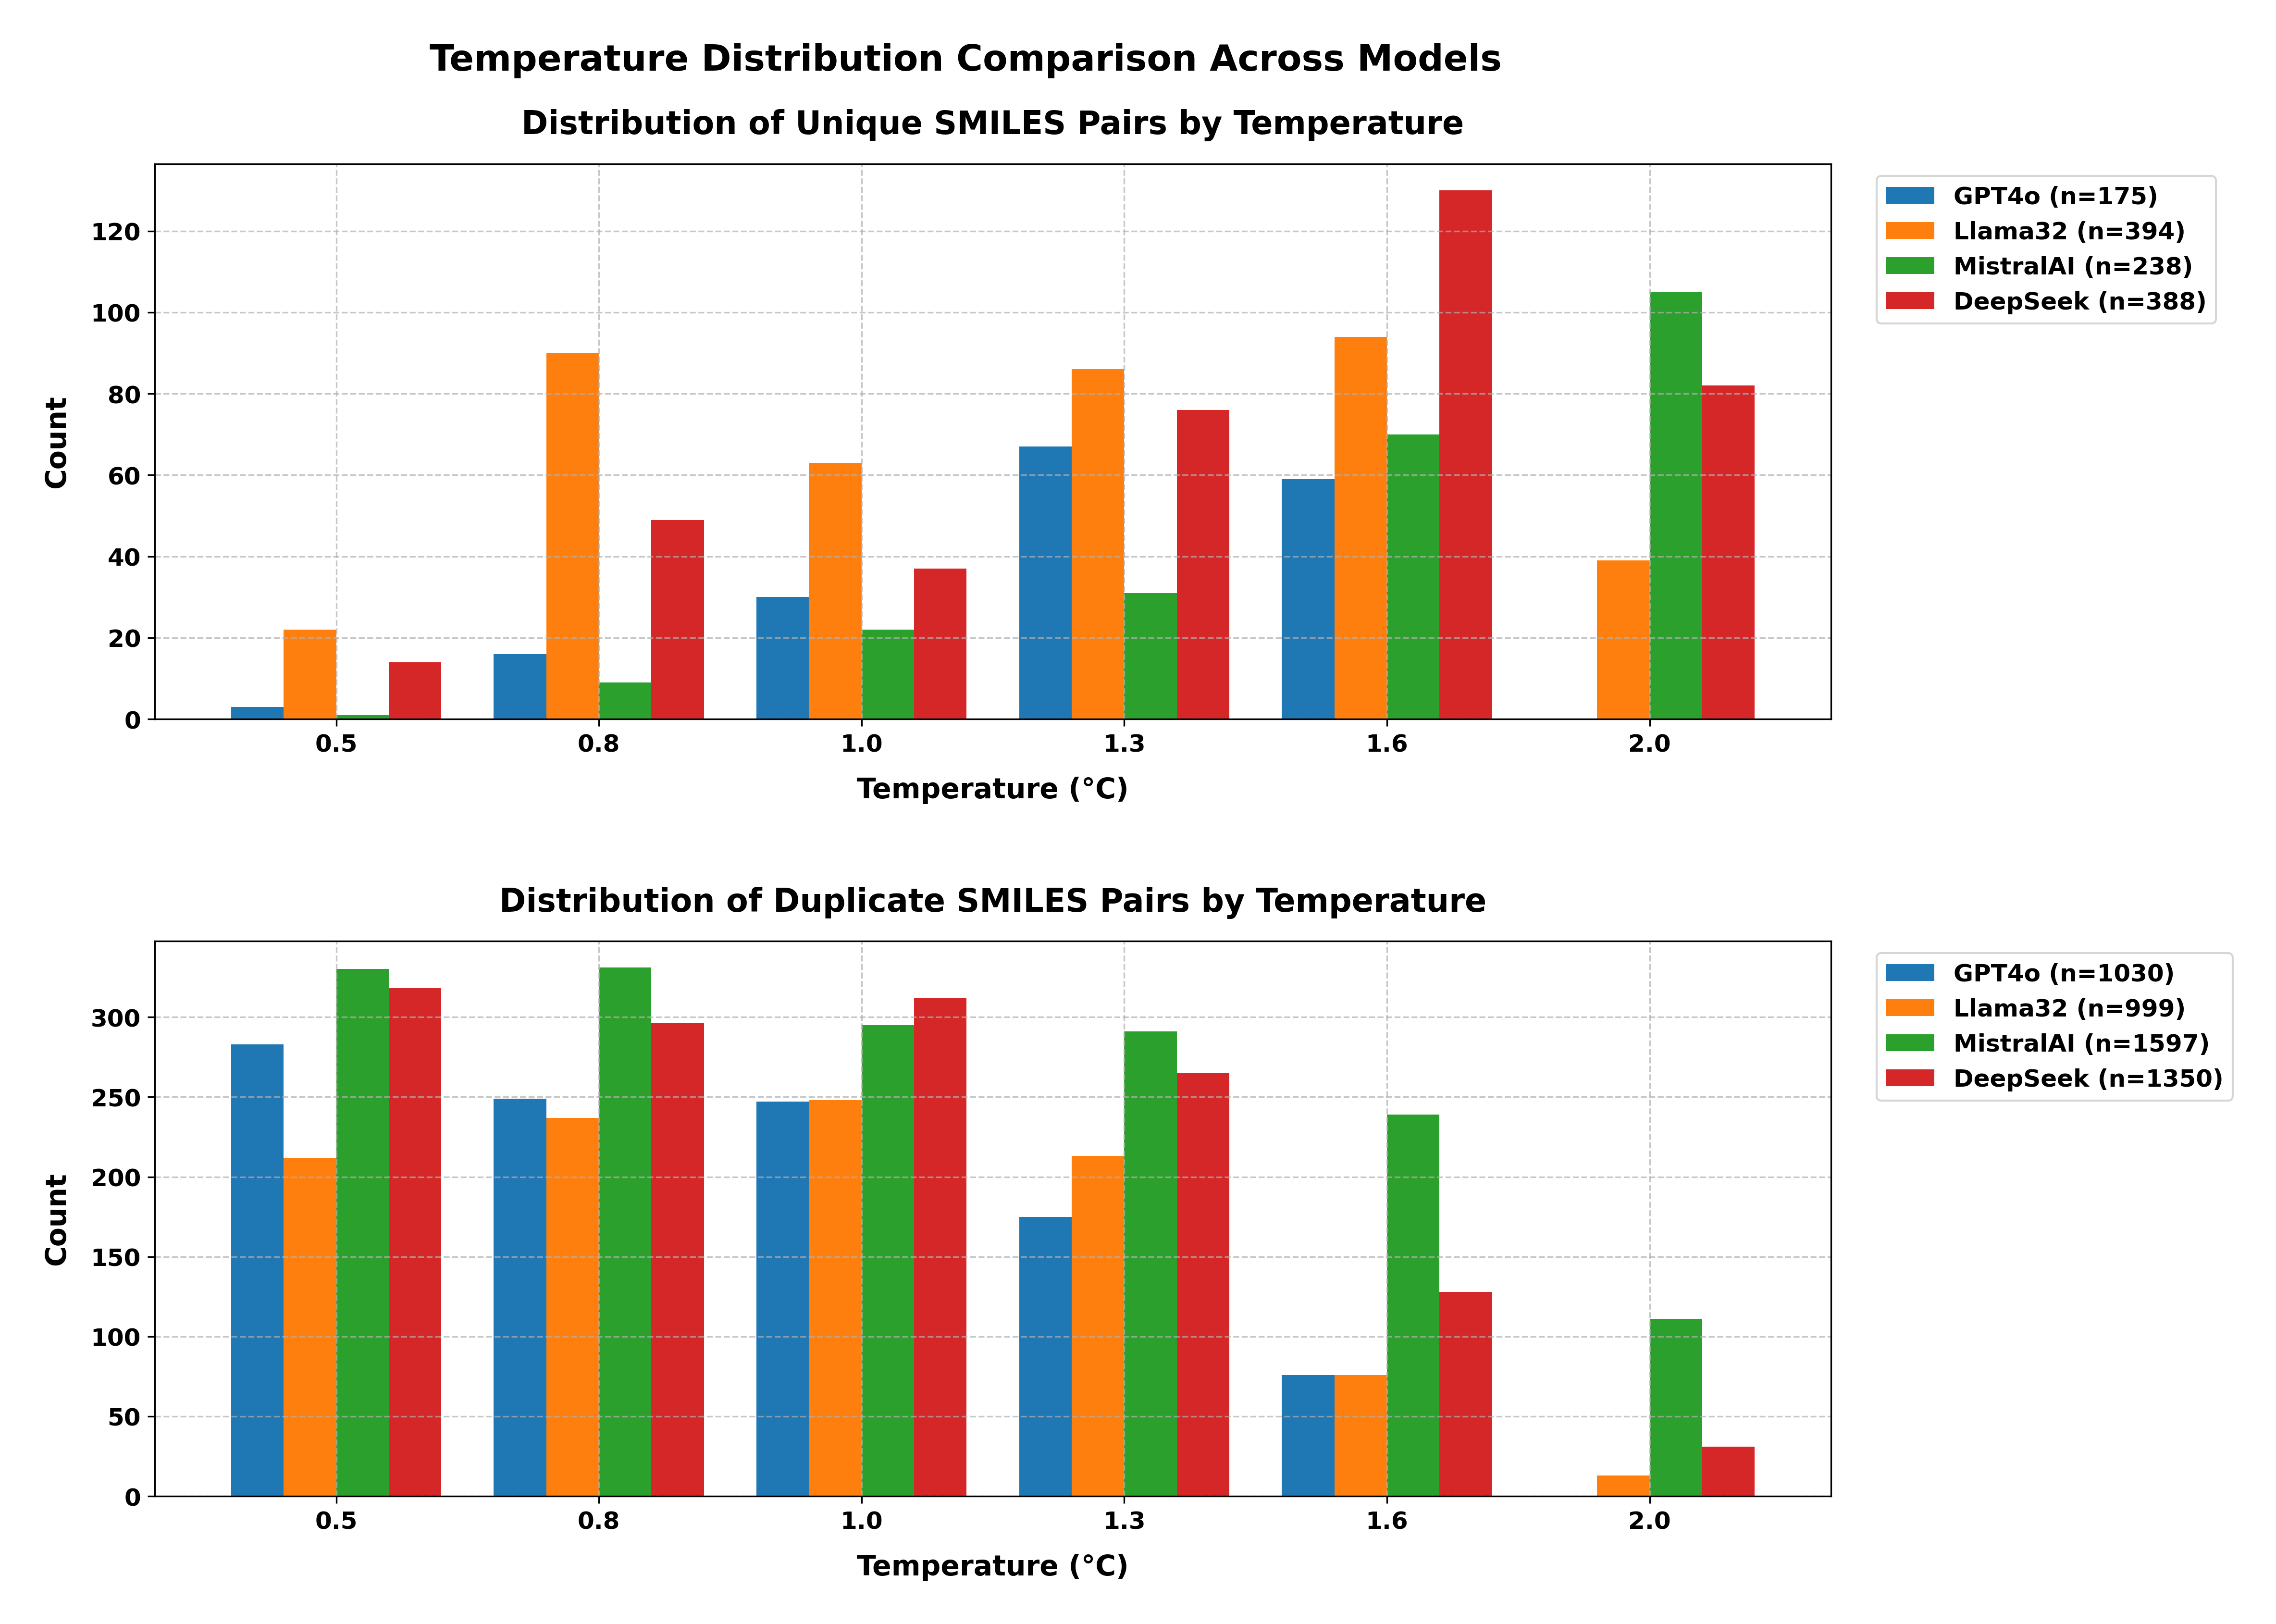 Temperature Distribution Comparison Across Models
Distribution of Unique SMILES Pairs by Temperature
120
100
80
60
40
20
0
Count
0.5 0.8 1.0 1.3 1.6 2.0
Temperature (°C)
GPT4o (n=175)
Llama32 (n=394)
MistralAI (n=238)
DeepSeek (n=388)
Distribution of Duplicate SMILES Pairs by Temperature
300
250
200
150
100
50
0
Count
0.5 0.8 1.0 1.3 1.6 2.0
Temperature (°C)
GPT4o (n=1030)
Llama32 (n=999)
MistralAI (n=1597)
DeepSeek (n=1350)